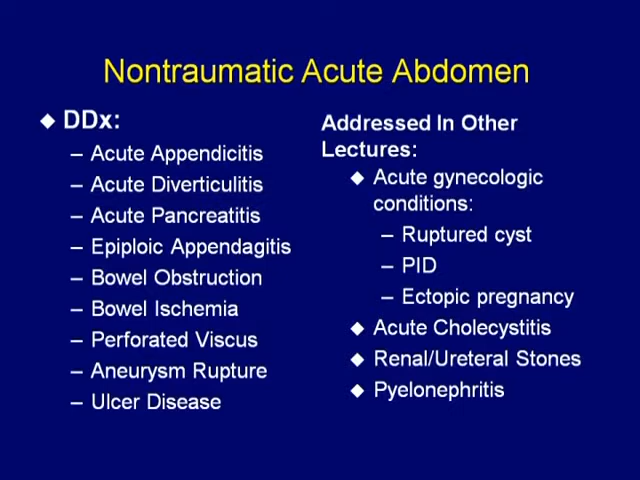 Nontraumatic Acute Abdomen
◆ DDx:
– Acute Appendicitis
– Acute Diverticulitis
– Acute Pancreatitis
– Epiploic Appendagitis
– Bowel Obstruction
– Bowel Ischemia
– Perforated Viscus
– Aneurysm Rupture
– Ulcer Disease
Addressed In Other
Lectures:
◆ Acute gynecologic
conditions:
– Ruptured cyst
– PID
– Ectopic pregnancy
◆ Acute Cholecystitis
◆ Renal/Ureteral Stones
◆ Pyelonephritis